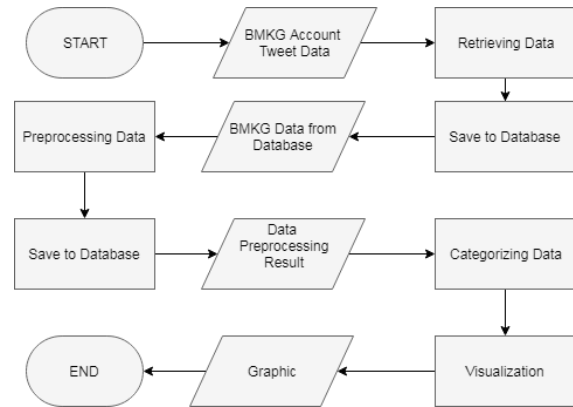 START
BMKG Account
Tweet Data
Retrieving Data
Save to Database
BMKG Data from
Database
Preprocessing Data
Save to Database
Data
Preprocessing
Result
Categorizing Data
Visualization
Graphic
END